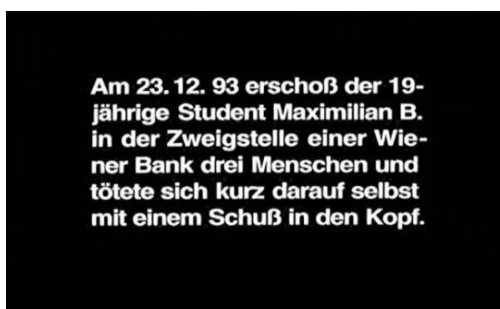 Am 23. 12. 93 erschoß der 19-
jährige Student Maximilian B.
in der Zweigstelle einer Wie-
ner Bank drei Menschen und
tötete sich kurz darauf selbst
mit einem Schuß in den Kopf.